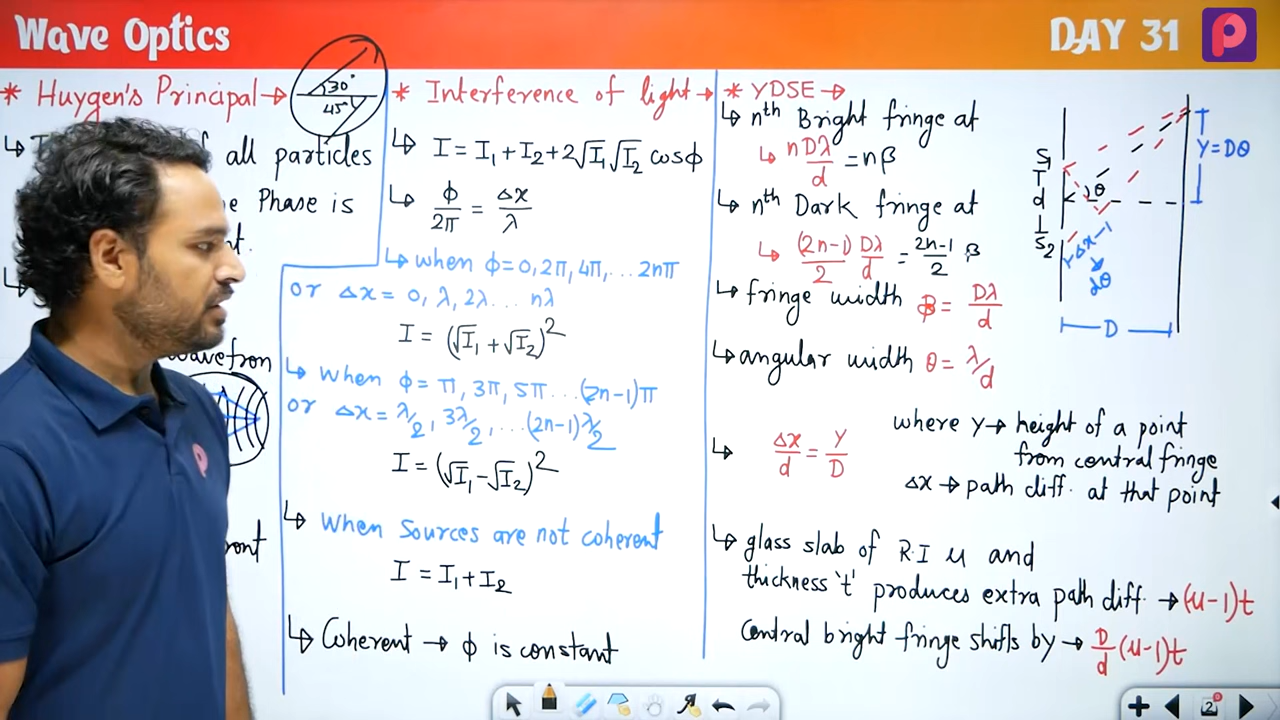 Wave Optics
DAY 31
* Huygen's Principal →
30°
45°
of all particles
Phase is
wavefron
* Interference of light →
↳ I = I₁ + I₂ + 2√I₁ √I₂ cosϕ
↳ ϕ/2π = Δx/λ
↳ when ϕ = 0, 2π, 4π, ... 2nπ
or Δx = 0, λ, 2λ ... nλ
I = (√I₁ + √I₂)²
↳ when ϕ = π, 3π, 5π ... (2n-1)π
or Δx = λ/2, 3λ/2, ... (2n-1)λ/2
I = (√I₁ - √I₂)²
↳ When Sources are not coherent
I = I₁ + I₂
↳ Coherent → ϕ is constant
* YDSE →
↳ nth Bright fringe at
↳ nDλ/d = nβ
↳ nth Dark fringe at
↳ (2n-1)/2 Dλ/d = 2n-1/2 β
↳ fringe width β = Dλ/d
↳ angular width θ = λ/d
↳ Δx/d = Y/D
where Y → height of a point
from central fringe
Δx → path diff. at that point
↳ glass slab of R.I μ and
thickness 't' produces extra path diff. → (μ-1)t
Central bright fringe shifts by → D/d (μ-1)t
S₁
d
S₂
θ
Δx
dθ
Y = Dθ
D
2